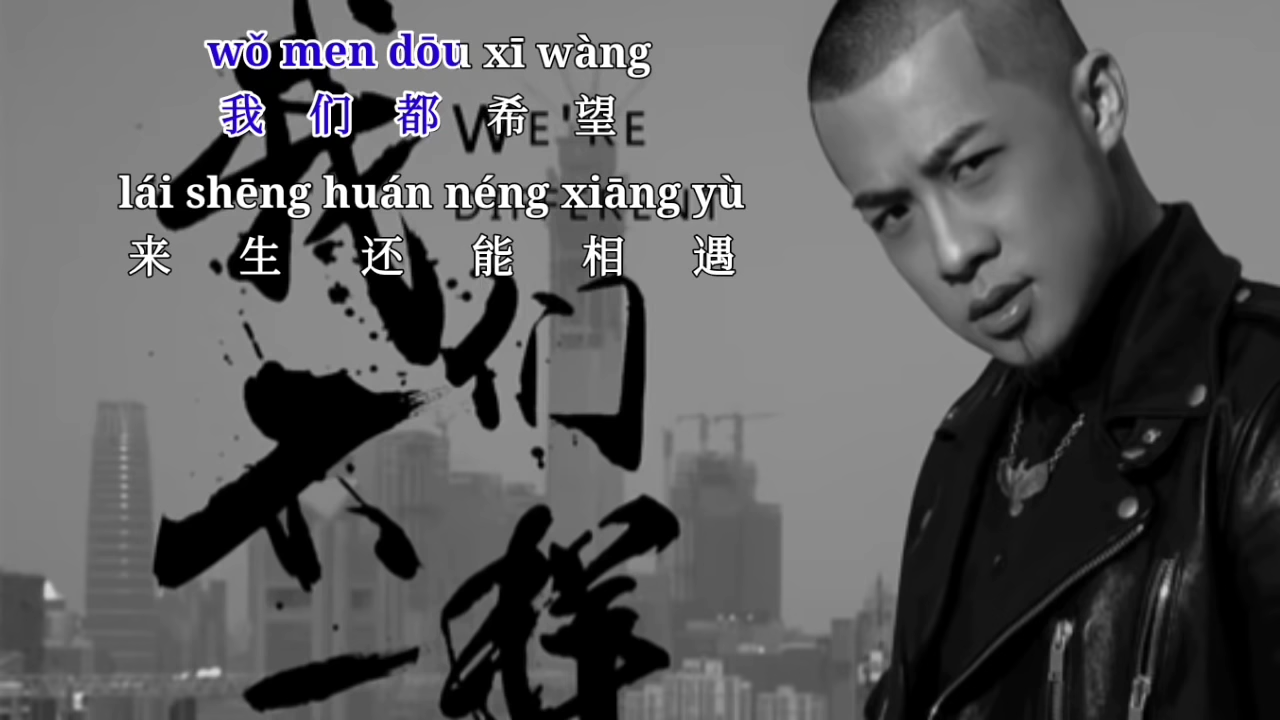 wǒ men dōu xī wàng
我们都希望
WE'RE
lái shēng huán néng xiāng yù
DIFFERENT
来生还能相遇
我
们
不
一
样